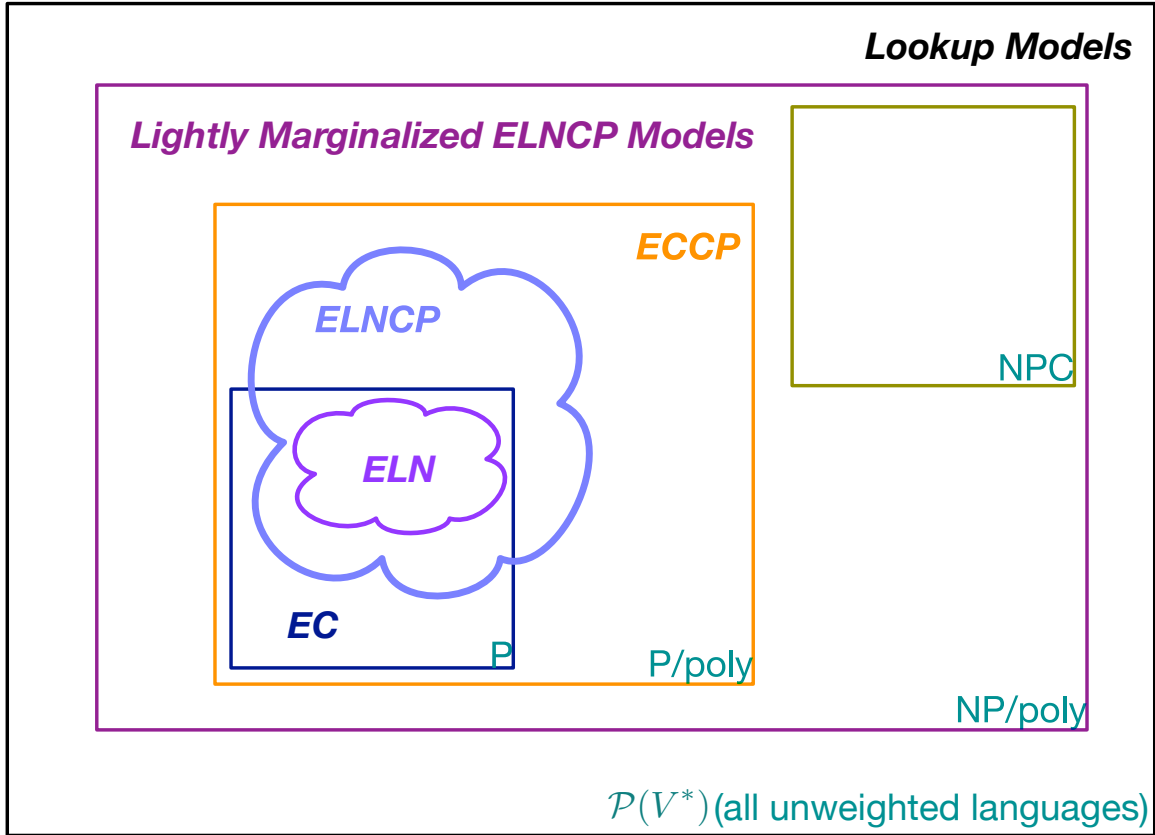 Lookup Models
Lightly Marginalized ELNCP Models
ECCP
ELNCP
NPC
ELN
EC
P
P/poly
NP/poly
𝒫(V*)(all unweighted languages)